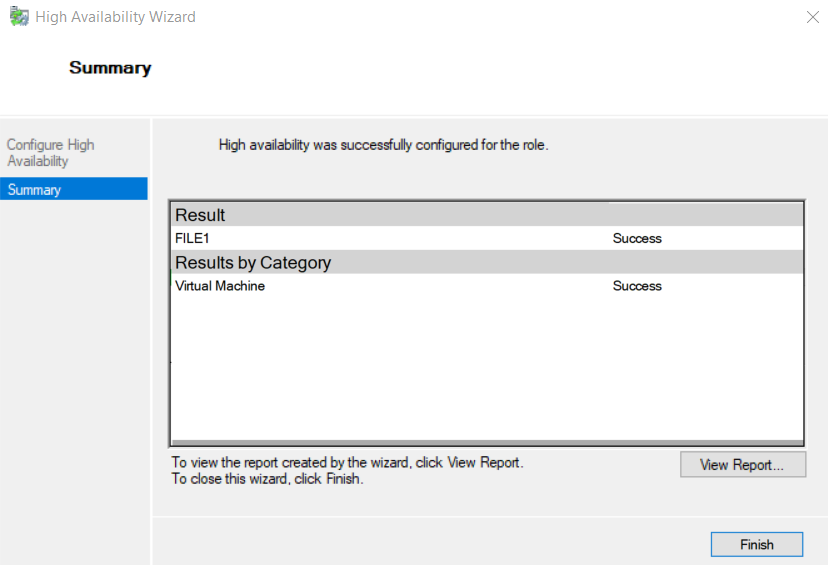 High Availability Wizard
Summary
Configure High
Availability
Summary
High availability was successfully configured for the role.
Result
FILE1 Success
Results by Category
Virtual Machine Success
To view the report created by the wizard, click View Report.
To close this wizard, click Finish.
View Report...
Finish